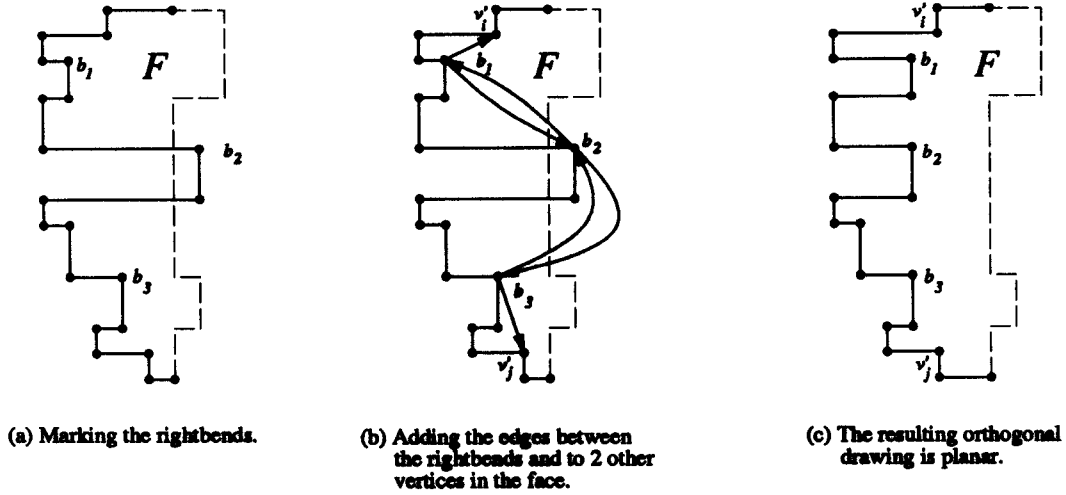 b1
F
b2
b3
(a) Marking the rightbends.
v'i
b1
F
b2
b3
v'j
(b) Adding the edges between
the rightbeads and to 2 other
vertices in the face.
v'i
b1
F
b2
b3
v'j
(c) The resulting orthogonal
drawing is planar.